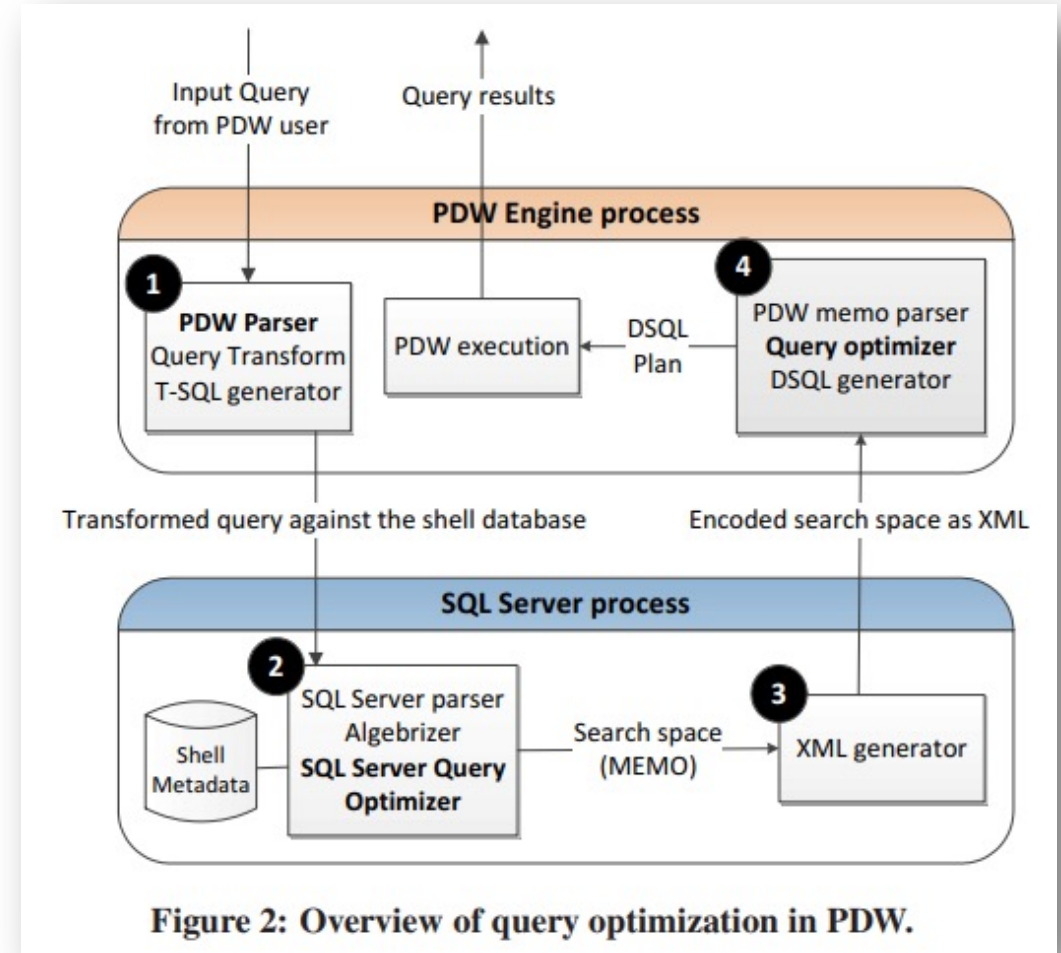 Input Query
from PDW user
Query results
PDW Engine process
1
PDW Parser
Query Transform
T-SQL generator
PDW execution
DSQL
Plan
4
PDW memo parser
Query optimizer
DSQL generator
Transformed query against the shell database
Encoded search space as XML
SQL Server process
Shell
Metadata
2
SQL Server parser
Algebrizer
SQL Server Query
Optimizer
Search space
(MEMO)
3
XML generator
Figure 2: Overview of query optimization in PDW.